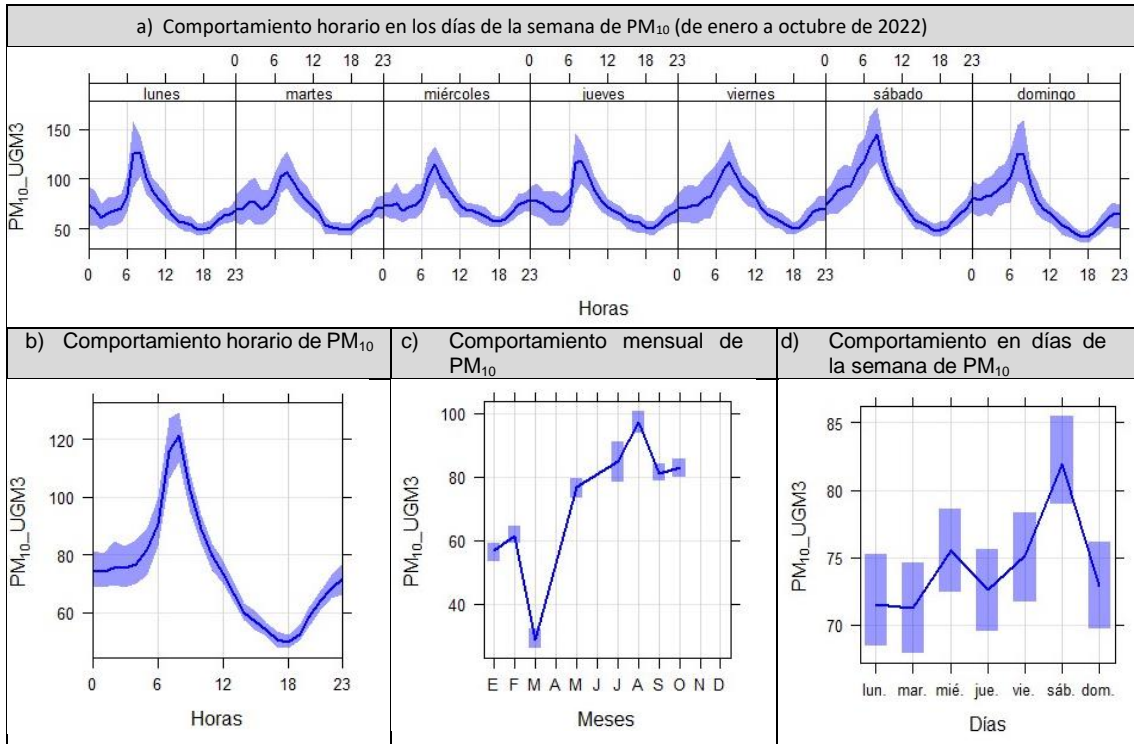 a) Comportamiento horario en los días de la semana de PM₁₀ (de enero a octubre de 2022)
0 6 12 18 23 0 6 12 18 23 0 6 12 18 23
lunes martes miércoles jueves viernes sábado domingo
PM₁₀_UGM3
150
100
50
0 6 12 18 23 0 6 12 18 23 0 6 12 18 23 0 6 12 18 23
Horas
b) Comportamiento horario de PM₁₀
PM₁₀_UGM3
120
100
80
60
0 6 12 18 23
Horas
c) Comportamiento mensual de
PM₁₀
PM₁₀_UGM3
100
80
60
40
E F M A M J J A S O N D
Meses
d) Comportamiento en días de
la semana de PM₁₀
PM₁₀_UGM3
85
80
75
70
lun. mar. mié. jue. vie. sáb. dom.
Días